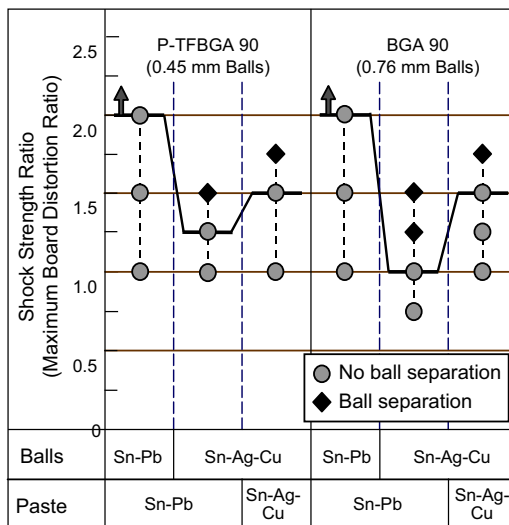 P-TFBGA 90
(0.45 mm Balls)
BGA 90
(0.76 mm Balls)
Shock Strength Ratio
(Maximum Board Distortion Ratio)
2.5
2.0
1.5
1.0
0.5
0
No ball separation
Ball separation
Balls
Sn-Pb
Sn-Ag-Cu
Sn-Pb
Sn-Ag-Cu
Paste
Sn-Pb
Sn-Ag-
Cu
Sn-Pb
Sn-Ag-
Cu